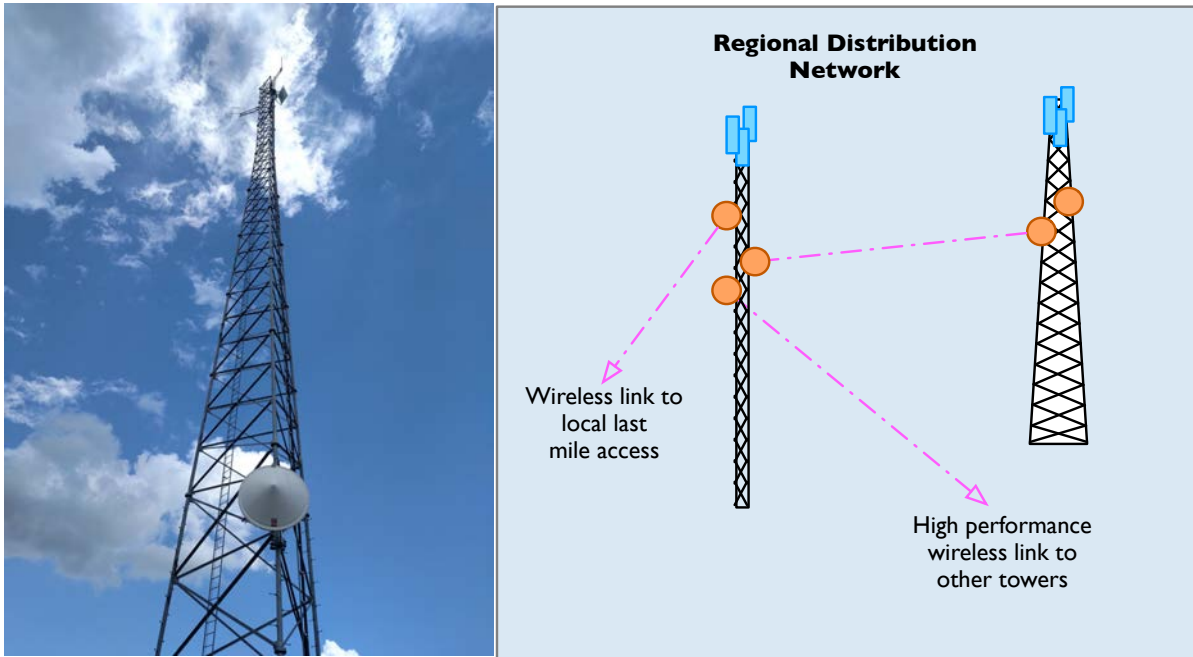 Regional Distribution
Network
Wireless link to
local last
mile access
High performance
wireless link to
other towers